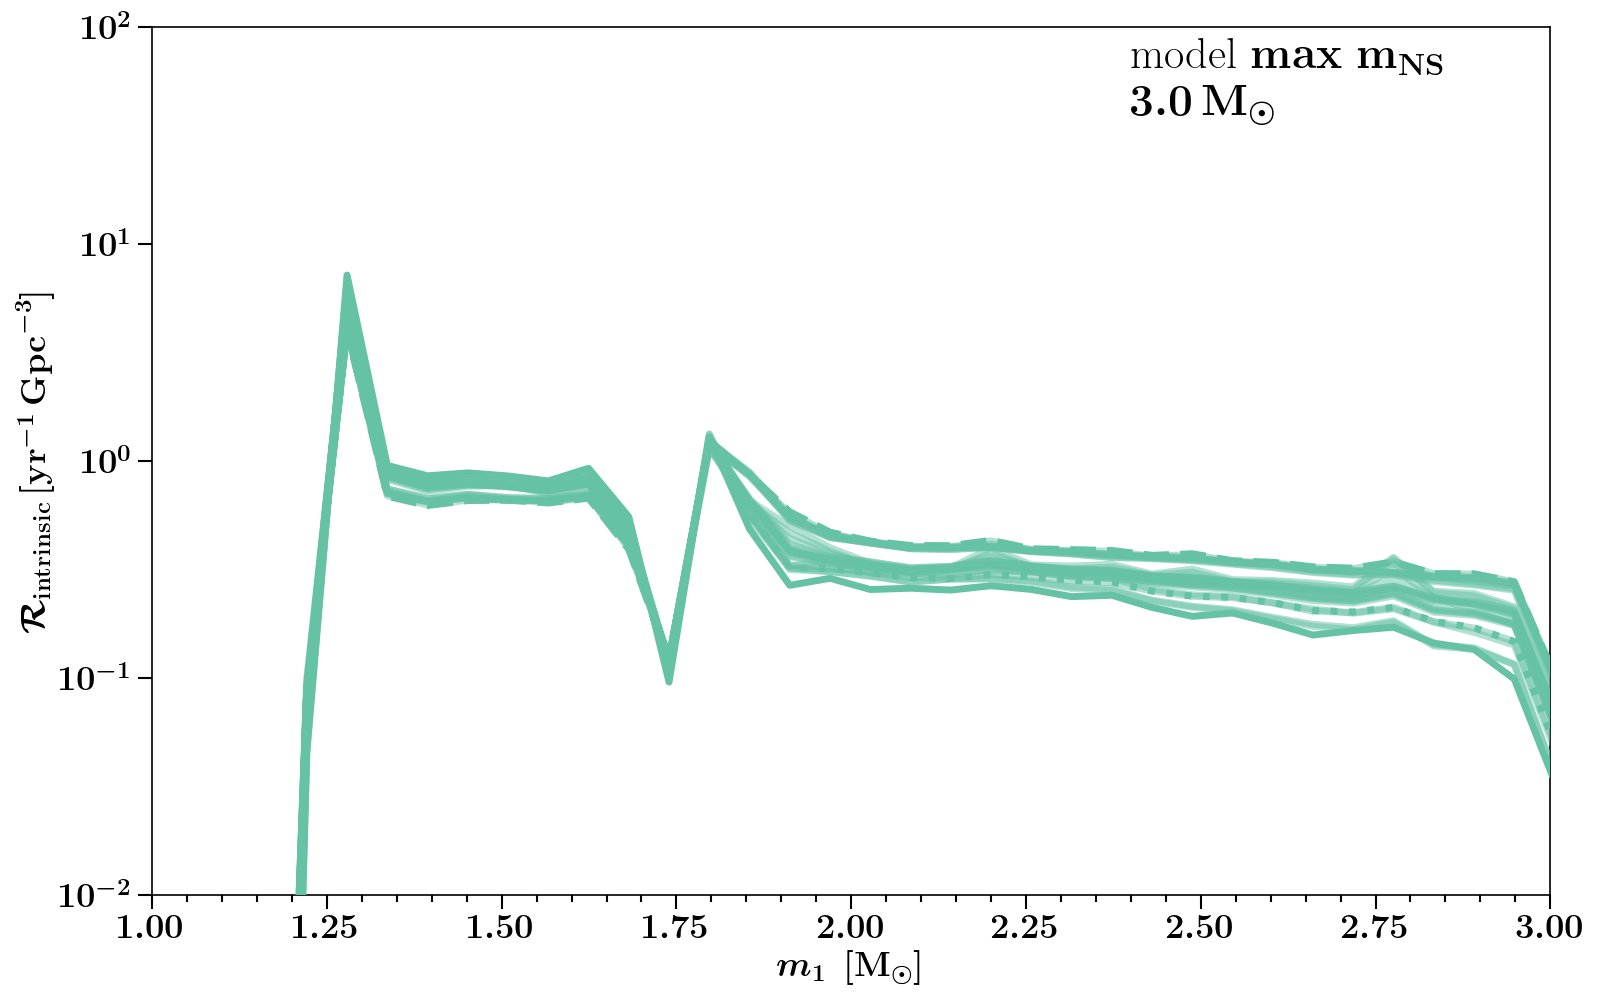 model max m_NS
3.0 M_⊙
10^2
10^1
10^0
10^−1
10^−2
R_intrinsic [yr^−1 Gpc^−3]
1.00 1.25 1.50 1.75 2.00 2.25 2.50 2.75 3.00
m_1 [M_⊙]